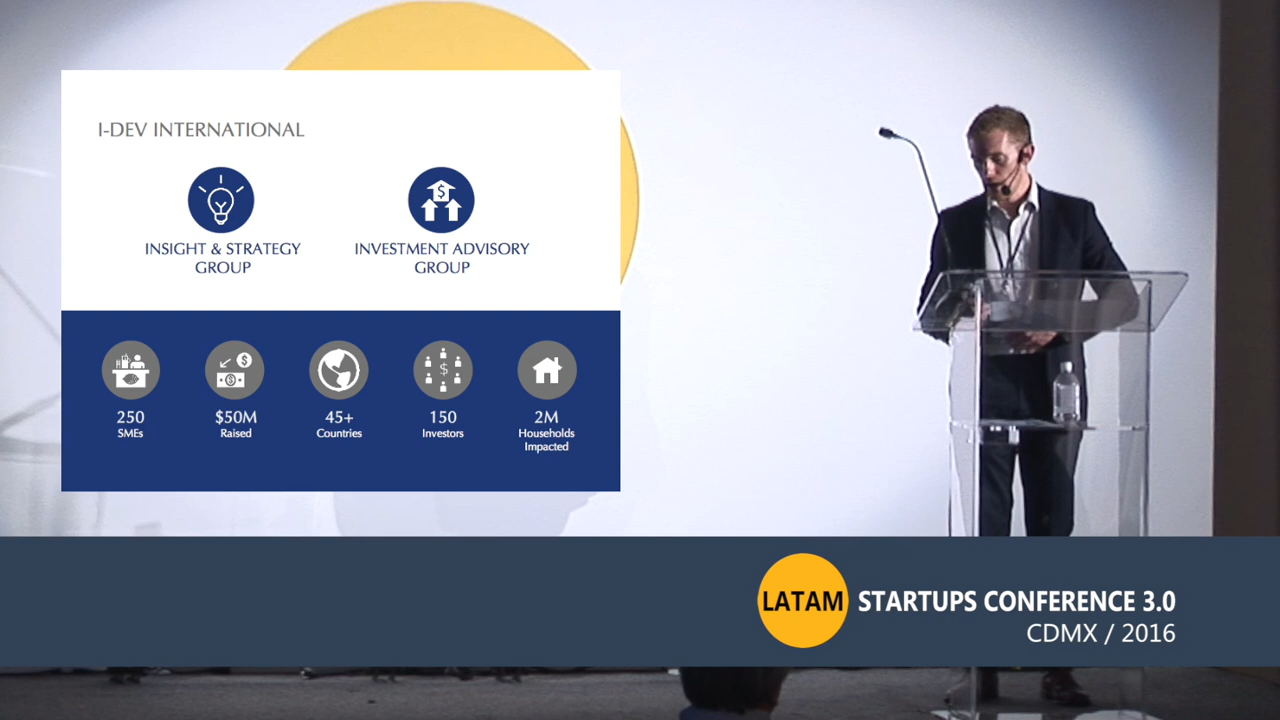 I-DEV INTERNATIONAL
INSIGHT & STRATEGY
GROUP
INVESTMENT ADVISORY
GROUP
250
SMEs
$50M
Raised
45+
Countries
150
Investors
2M
Households
Impacted
LATAM STARTUPS CONFERENCE 3.0
CDMX / 2016